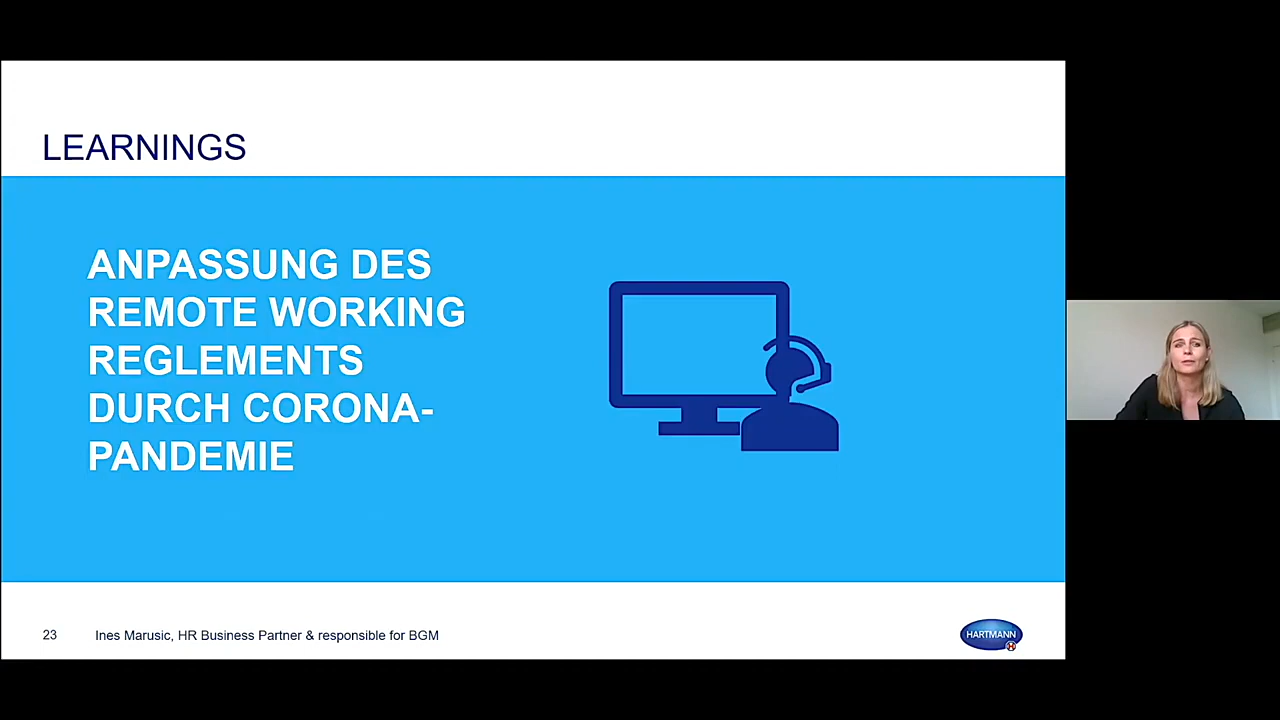 LEARNINGS
ANPASSUNG DES
REMOTE WORKING
REGLEMENTS
DURCH CORONA-
PANDEMIE
23
Ines Marusic, HR Business Partner & responsible for BGM
HARTMANN